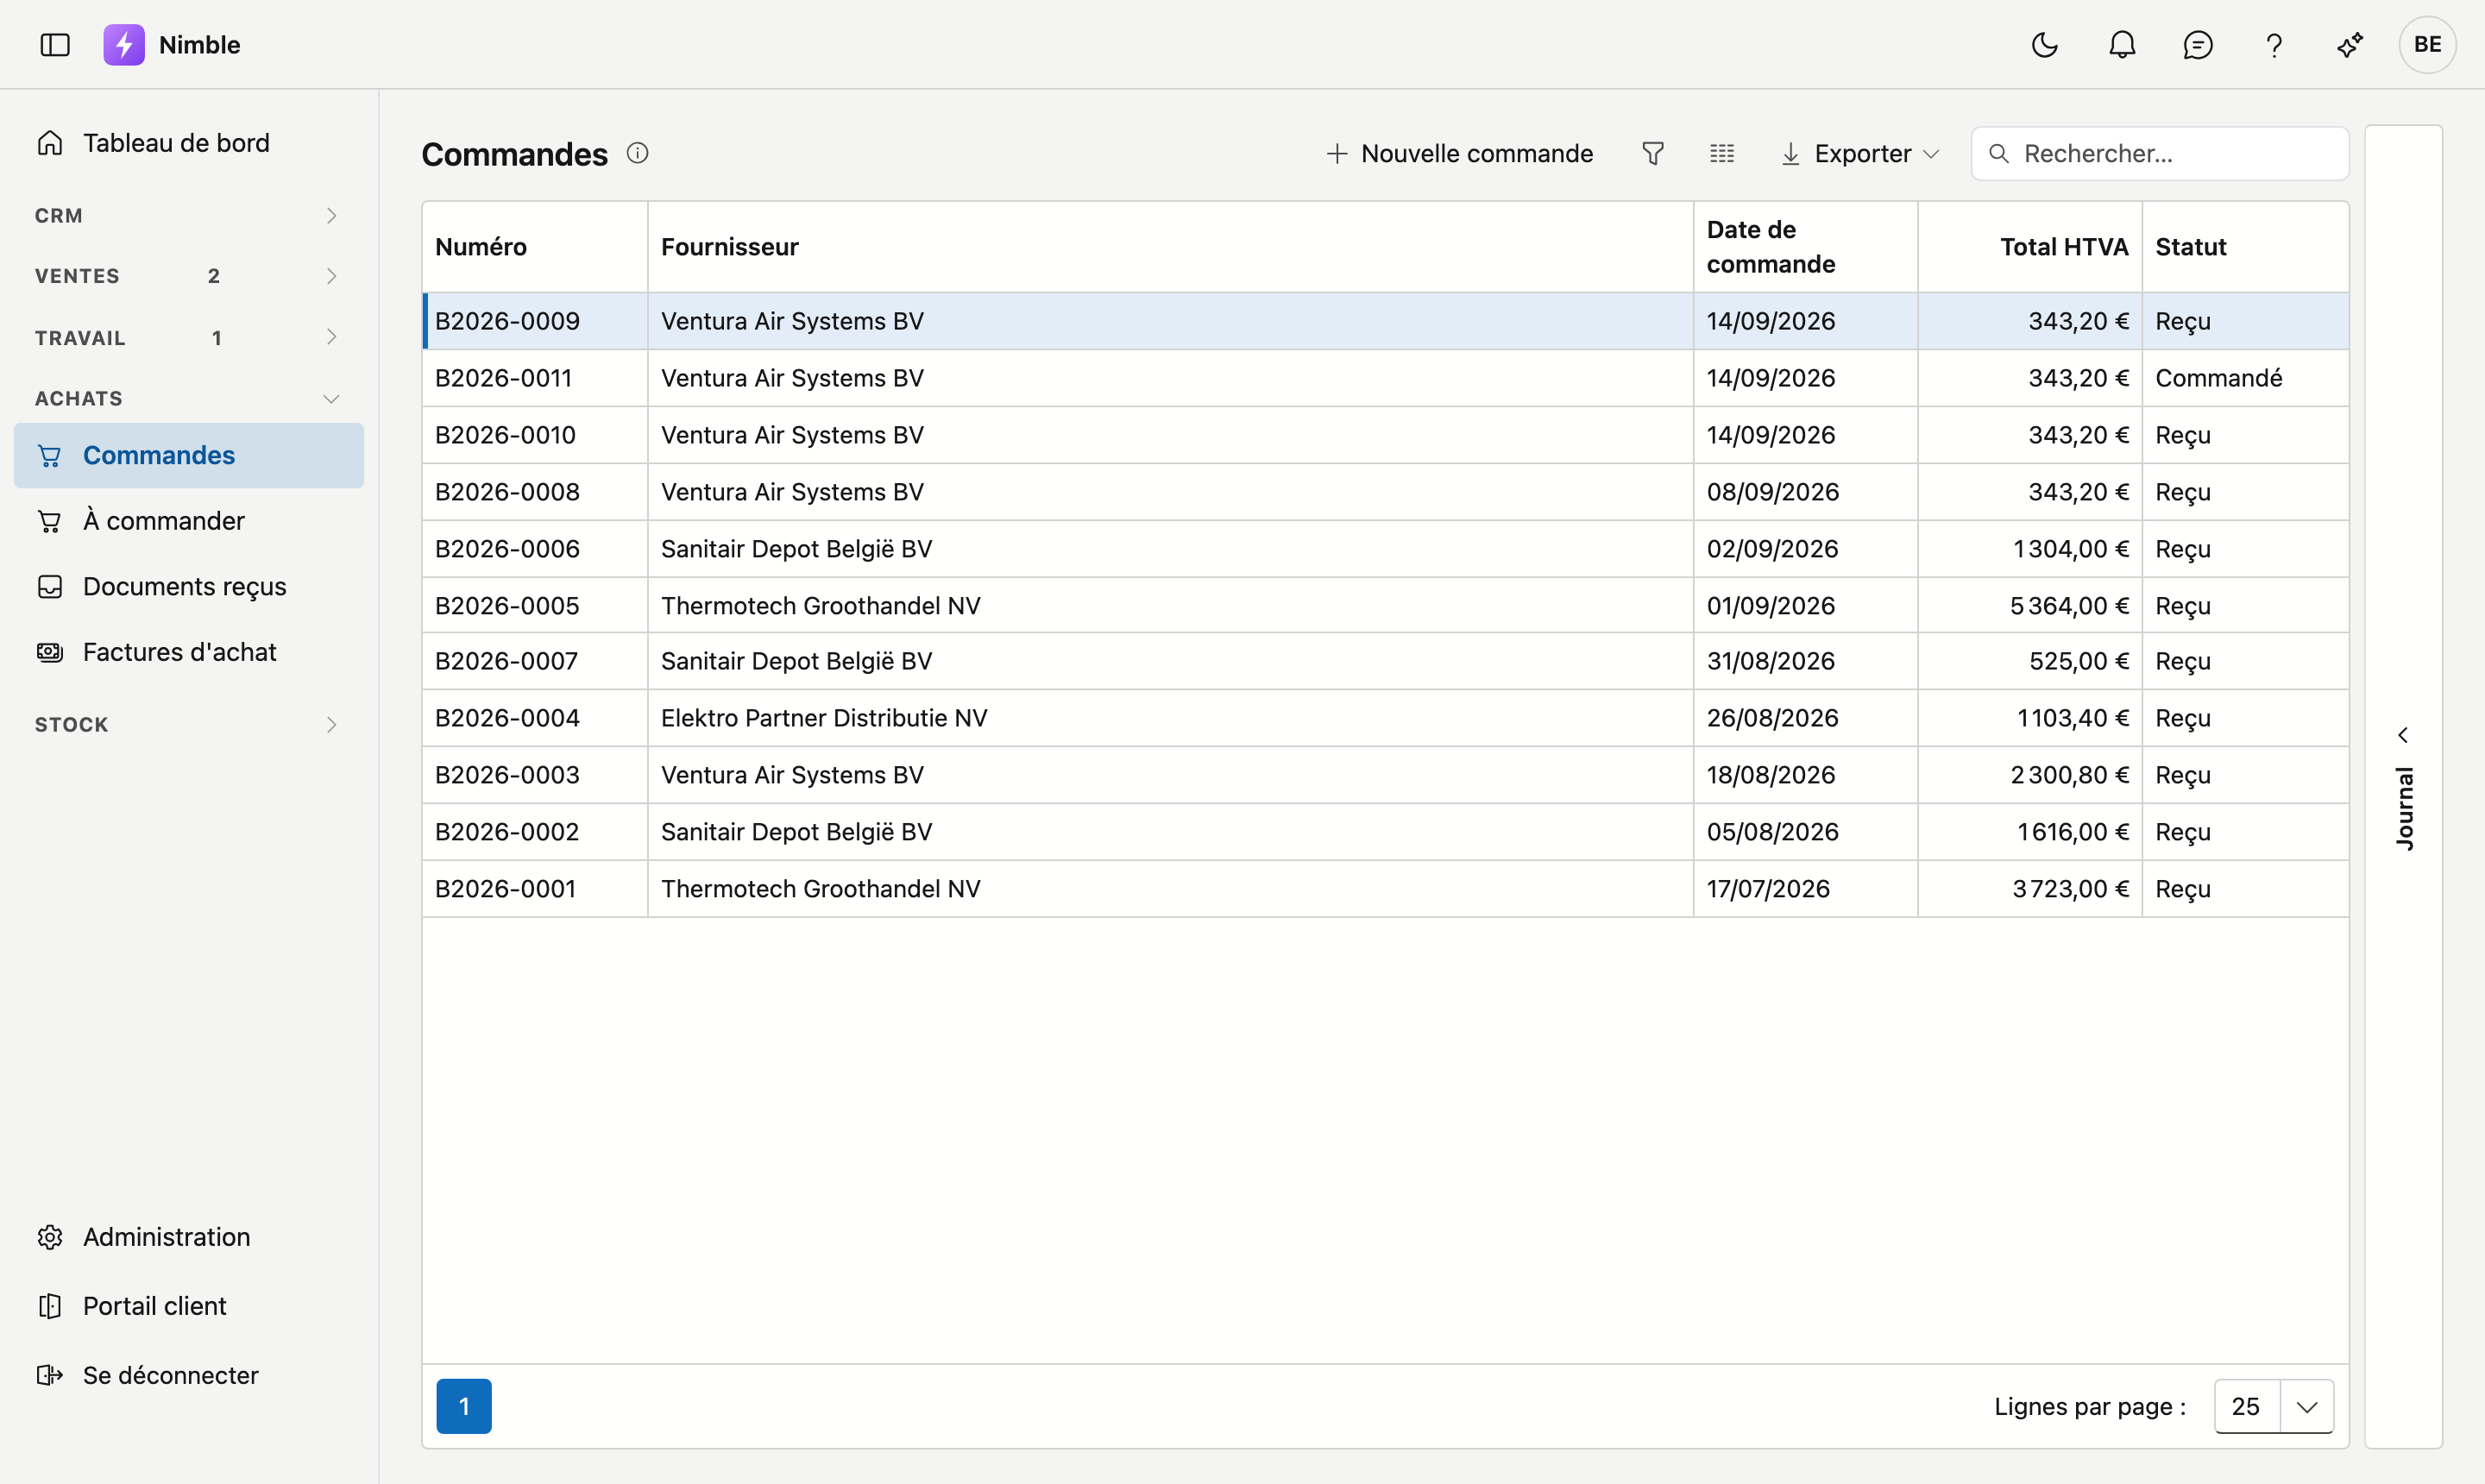 Nimble
BE
Tableau de bord
CRM
VENTES 2
TRAVAIL 1
ACHATS
Commandes
À commander
Documents reçus
Factures d'achat
STOCK
Administration
Portail client
Se déconnecter
Commandes
Nouvelle commande
Exporter
Rechercher...
Numéro Fournisseur Date de commande Total HTVA Statut
B2026-0009 Ventura Air Systems BV 14/09/2026 343,20 € Reçu
B2026-0011 Ventura Air Systems BV 14/09/2026 343,20 € Commandé
B2026-0010 Ventura Air Systems BV 14/09/2026 343,20 € Reçu
B2026-0008 Ventura Air Systems BV 08/09/2026 343,20 € Reçu
B2026-0006 Sanitair Depot België BV 02/09/2026 1 304,00 € Reçu
B2026-0005 Thermotech Groothandel NV 01/09/2026 5 364,00 € Reçu
B2026-0007 Sanitair Depot België BV 31/08/2026 525,00 € Reçu
B2026-0004 Elektro Partner Distributie NV 26/08/2026 1 103,40 € Reçu
B2026-0003 Ventura Air Systems BV 18/08/2026 2 300,80 € Reçu
B2026-0002 Sanitair Depot België BV 05/08/2026 1 616,00 € Reçu
B2026-0001 Thermotech Groothandel NV 17/07/2026 3 723,00 € Reçu
1
Lignes par page : 25
Journal